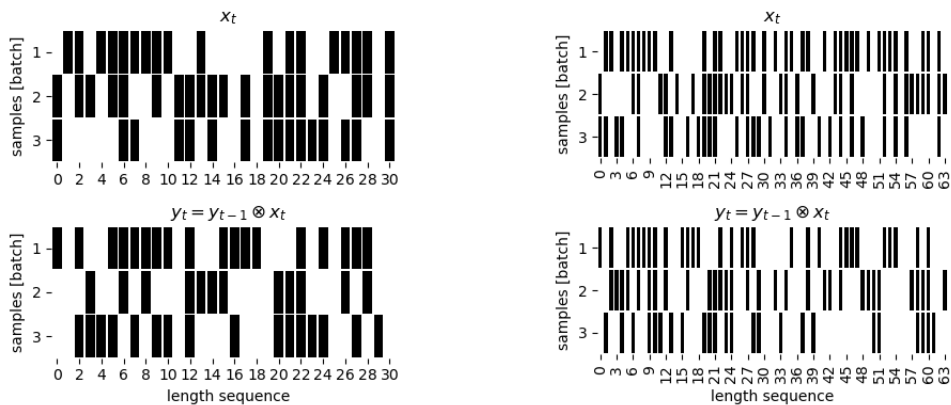 x_t
x_t
samples [batch]
1
2
3
0 2 4 6 8 10 12 14 16 18 20 22 24 26 28 30
samples [batch]
1
2
3
0 3 6 9 12 15 18 21 24 27 30 33 36 39 42 45 48 51 54 57 60 63
y_t = y_{t-1} ⊗ x_t
y_t = y_{t-1} ⊗ x_t
samples [batch]
1
2
3
0 2 4 6 8 10 12 14 16 18 20 22 24 26 28 30
length sequence
samples [batch]
1
2
3
0 3 6 9 12 15 18 21 24 27 30 33 36 39 42 45 48 51 54 57 60 63
length sequence